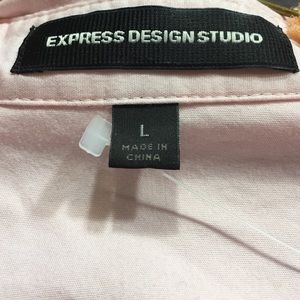 EXPRESS DESIGN STUDIO
L
MADE IN
CHINA